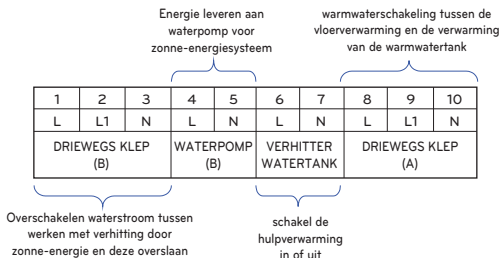 Energie leveren aan
waterpomp voor
zonne-energiesysteem
warmwaterschakeling tussen de
vloerverwarming en de verwarming
van de warmwatertank
1 2 3 4 5 6 7 8 9 10
L L1 N L N L N L L1 N
DRIEWEGS KLEP
(B)
WATERPOMP
(B)
VERHITTER
WATERTANK
DRIEWEGS KLEP
(A)
Overschakelen waterstroom tussen
werken met verhitting door
zonne-energie en deze overslaan
schakel de
hulpverwarming
in of uit